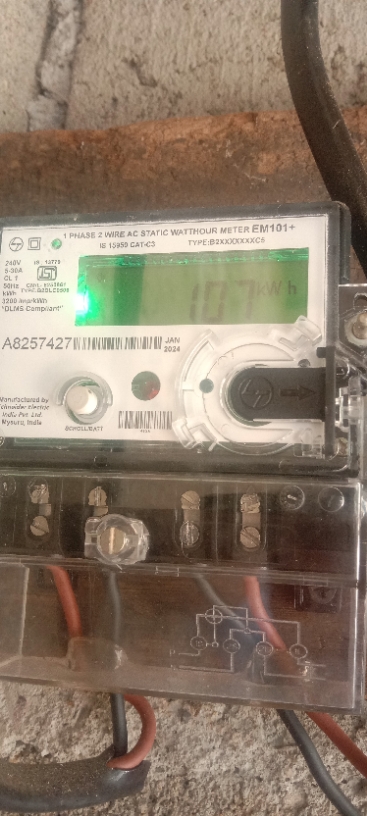 1 PHASE 2 WIRE AC STATIC WATTHOUR METER EM101+
IS 15959 CAT-C3 TYPE:B2XXXXXXXC5
240V
5-30A
CL 1
50Hz
kWh
3200 imp/kWh
"DLMS Compliant"
107 kWh
A8257427
JAN
2024
SCROLL/BATT
Manufactured by
Schneider Electric
India Pvt. Ltd.
Mysuru, India